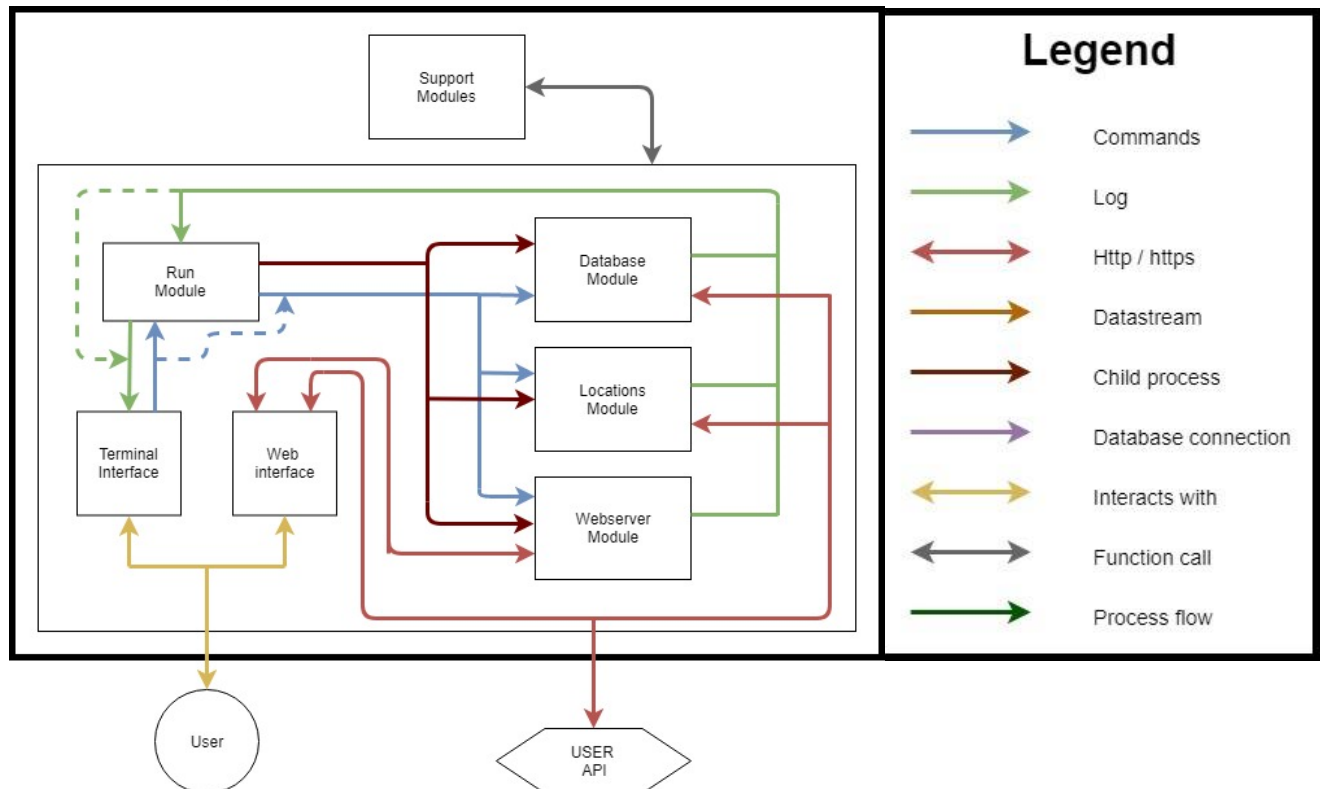 Support
Modules
Run
Module
Database
Module
Locations
Module
Terminal
Interface
Web
interface
Webserver
Module
User
USER
API
Legend
Commands
Log
Http / https
Datastream
Child process
Database connection
Interacts with
Function call
Process flow